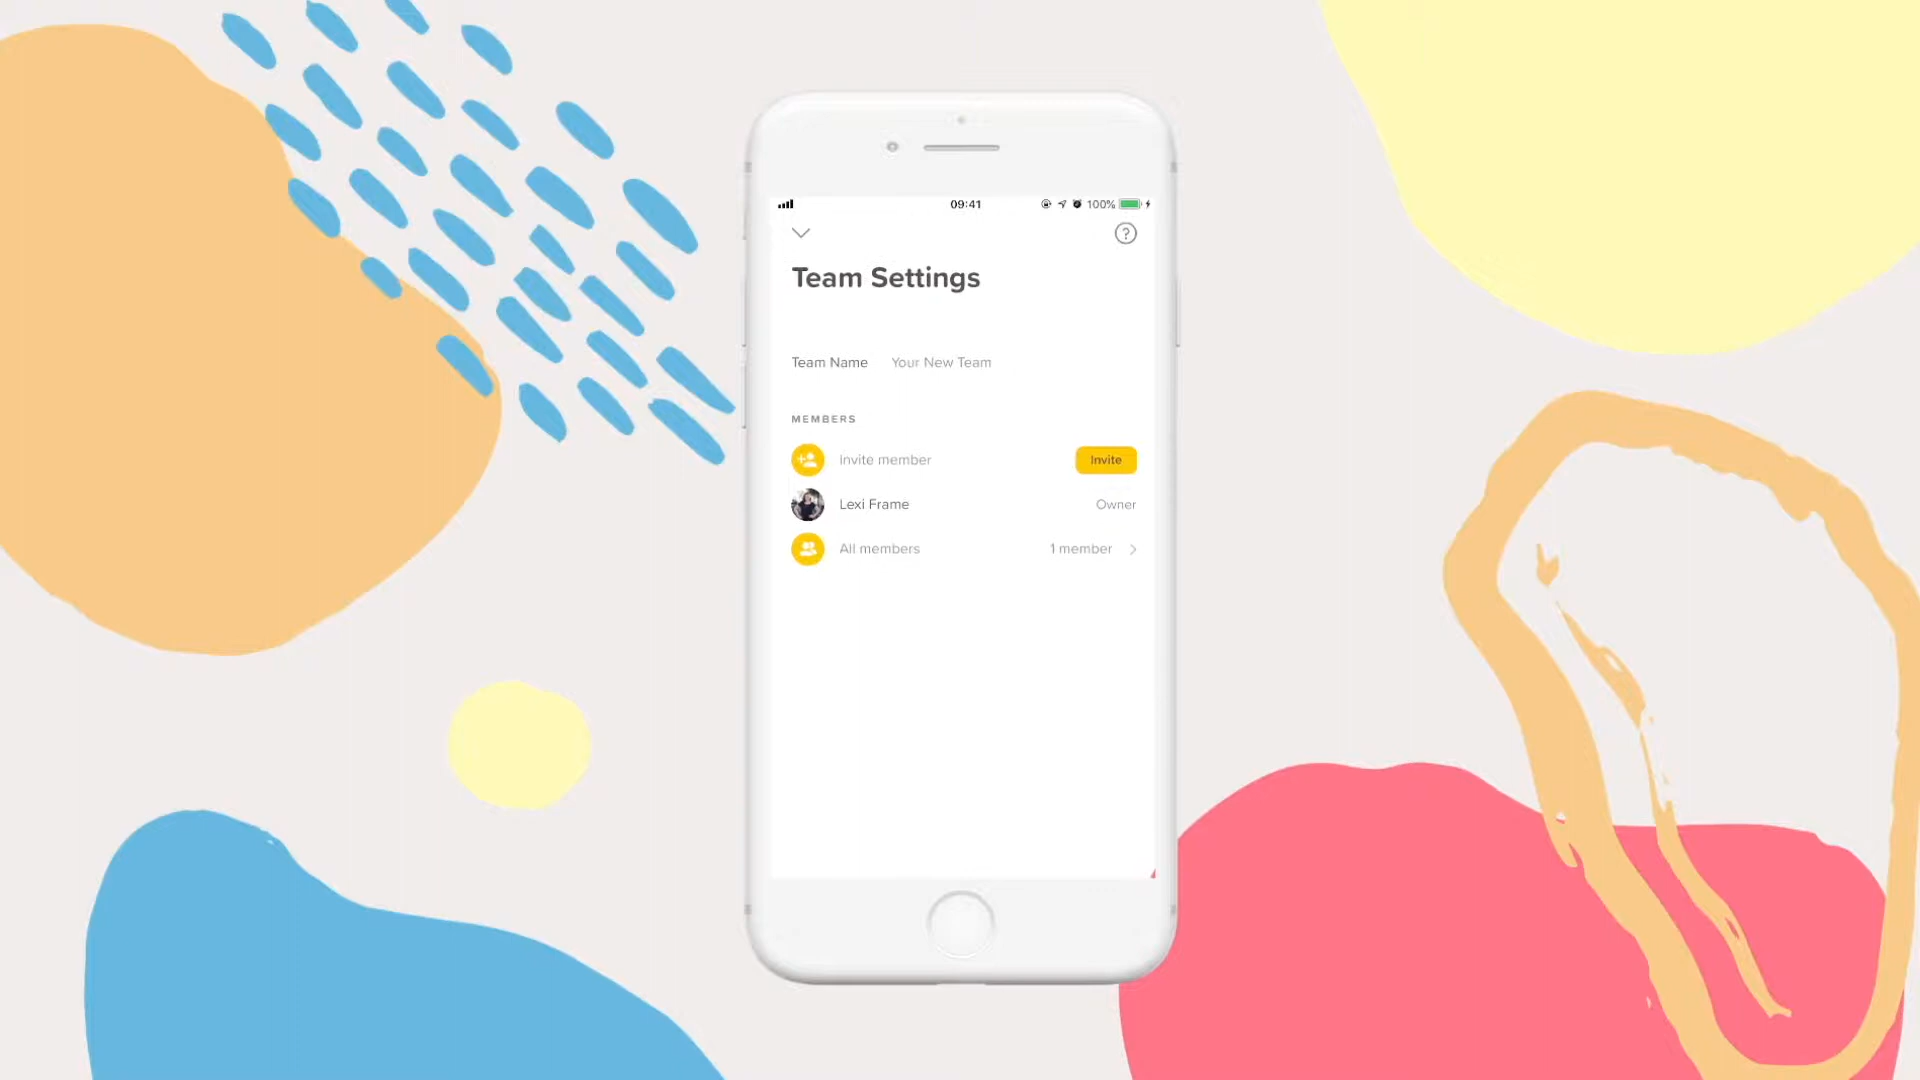 09:41 100%
?
Team Settings
Team Name Your New Team
MEMBERS
Invite member Invite
Lexi Frame Owner
All members 1 member